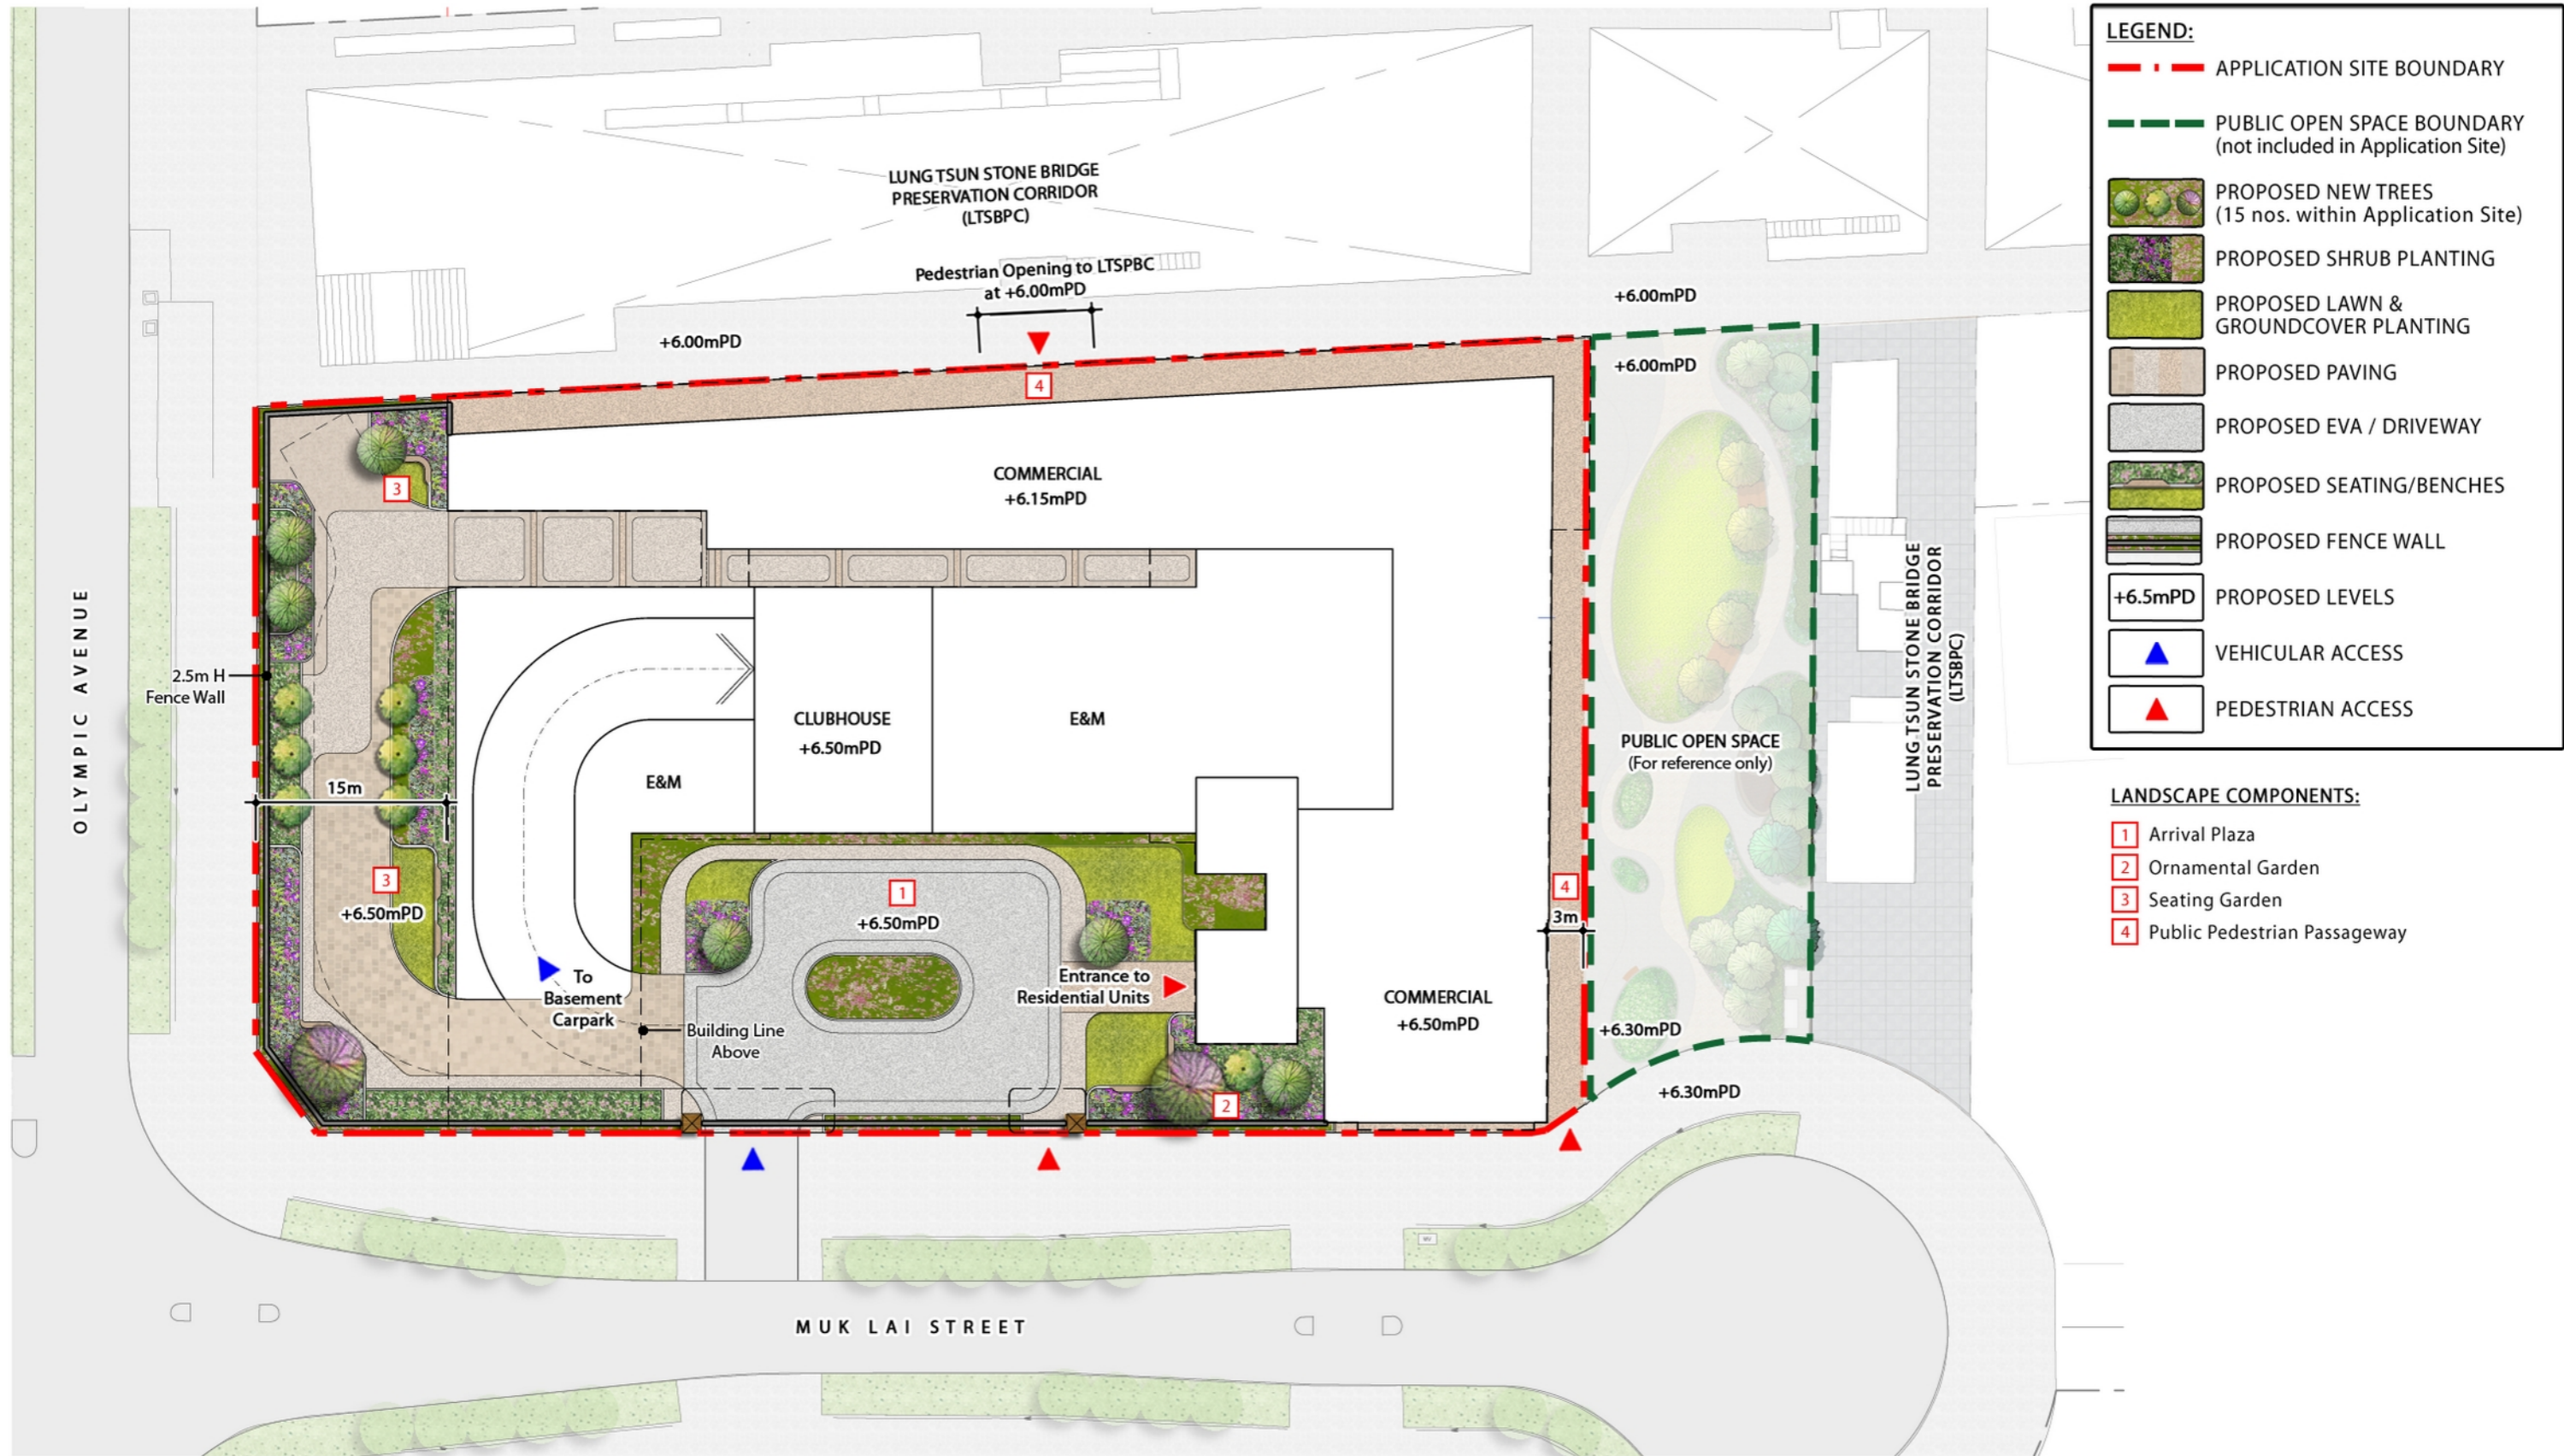 LUNG TSUN STONE BRIDGE
PRESERVATION CORRIDOR
(LTSBPC)
Pedestrian Opening to LTSPBC
at +6.00mPD
+6.00mPD
+6.00mPD
+6.00mPD
4
3
COMMERCIAL
+6.15mPD
OLYMPIC AVENUE
2.5m H
Fence Wall
15m
3
+6.50mPD
E&M
CLUBHOUSE
+6.50mPD
E&M
1
+6.50mPD
To
Basement
Carpark
Building Line
Above
Entrance to
Residential Units
2
COMMERCIAL
+6.50mPD
4
3m
PUBLIC OPEN SPACE
(For reference only)
+6.30mPD
+6.30mPD
LUNG TSUN STONE BRIDGE
PRESERVATION CORRIDOR
(LTSBPC)
MUK LAI STREET
LEGEND:
APPLICATION SITE BOUNDARY
PUBLIC OPEN SPACE BOUNDARY
(not included in Application Site)
PROPOSED NEW TREES
(15 nos. within Application Site)
PROPOSED SHRUB PLANTING
PROPOSED LAWN &
GROUNDCOVER PLANTING
PROPOSED PAVING
PROPOSED EVA / DRIVEWAY
PROPOSED SEATING/BENCHES
PROPOSED FENCE WALL
+6.5mPD PROPOSED LEVELS
VEHICULAR ACCESS
PEDESTRIAN ACCESS
LANDSCAPE COMPONENTS:
1 Arrival Plaza
2 Ornamental Garden
3 Seating Garden
4 Public Pedestrian Passageway